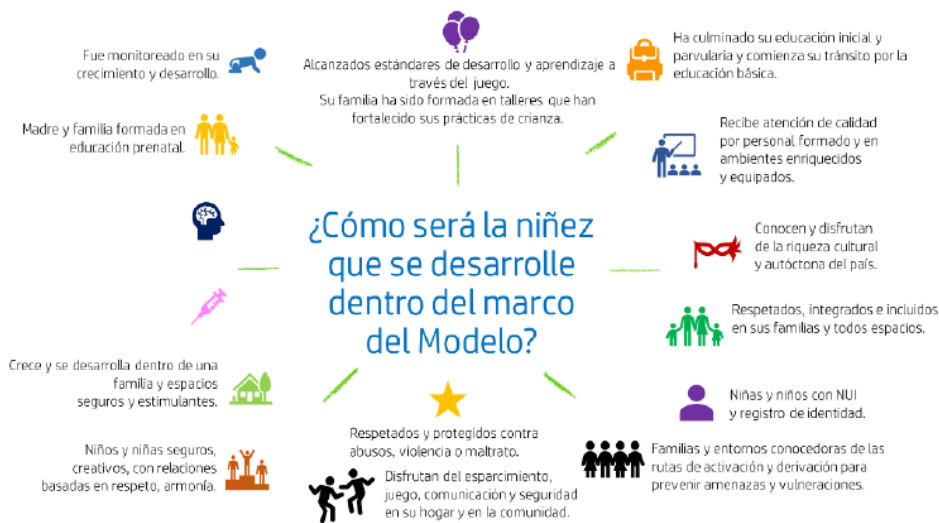 Fue monitoreado en su
crecimiento y desarrollo.
Madre y familia formada en
educación prenatal.
Alcanzados estándares de desarrollo y aprendizaje a
través del juego.
Su familia ha sido formada en talleres que han
fortalecido sus prácticas de crianza.
Ha culminado su educación inicial y
parvularia y comienza su tránsito por la
educación básica.
Recibe atención de calidad
por personal formado y en
ambientes enriquecidos
y equipados.
¿Cómo será la niñez
que se desarrolle
dentro del marco
del Modelo?
Conocen y disfrutan
de la riqueza cultural
y autóctona del país.
Respetados, integrados e incluidos
en sus familias y todos espacios.
Crece y se desarrolla dentro de una
familia y espacios
seguros y estimulantes.
Niños y niñas seguros,
creativos, con relaciones
basadas en respeto, armonía.
Respetados y protegidos contra
abusos, violencia o maltrato.
Disfrutan del esparcimiento,
juego, comunicación y seguridad
en su hogar y en la comunidad.
Niñas y niños con NUI
y registro de identidad.
Familias y entornos conocedoras de las
rutas de activación y derivación para
prevenir amenazas y vulneraciones.